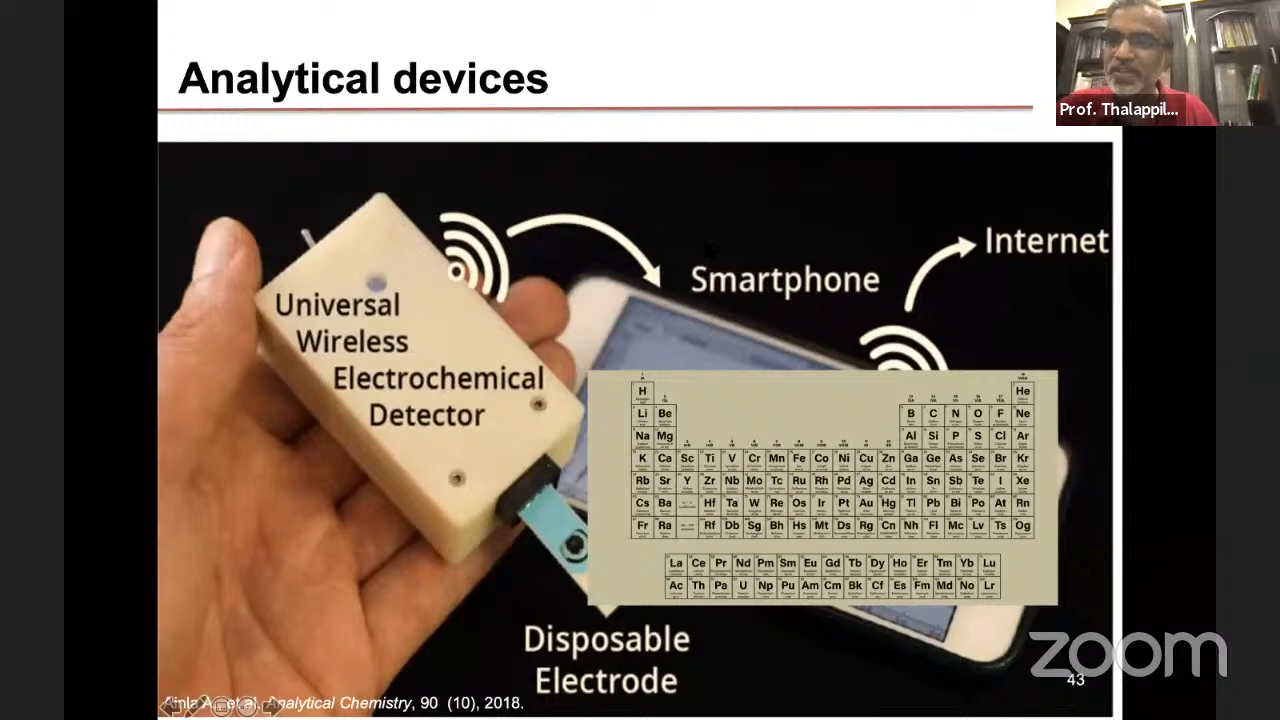 Analytical devices
Prof. Thalappil...
Internet
Smartphone
Universal
Wireless
Electrochemical
Detector
H He
Li Be B C N O F Ne
Na Mg Al Si P S Cl Ar
K Ca Sc Ti V Cr Mn Fe Co Ni Cu Zn Ga Ge As Se Br Kr
Rb Sr Y Zr Nb Mo Tc Ru Rh Pd Ag Cd In Sn Sb Te I Xe
Cs Ba Hf Ta W Re Os Ir Pt Au Hg Tl Pb Bi Po At Rn
Fr Ra Rf Db Sg Bh Hs Mt Ds Rg Cn Nh Fl Mc Lv Ts Og
La Ce Pr Nd Pm Sm Eu Gd Tb Dy Ho Er Tm Yb Lu
Ac Th Pa U Np Pu Am Cm Bk Cf Es Fm Md No Lr
Disposable
Electrode
zoom
43
Analytical Chemistry, 90 (10), 2018.